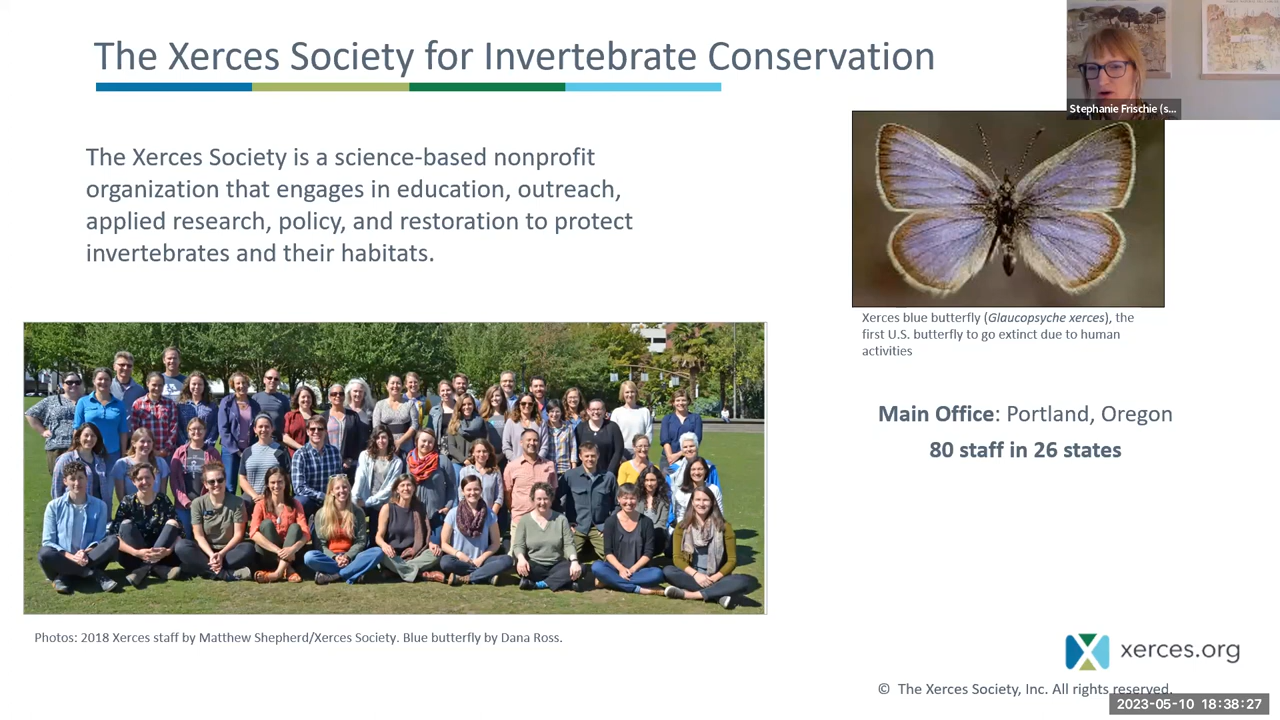 The Xerces Society for Invertebrate Conservation
Stephanie Frischie (s...
The Xerces Society is a science-based nonprofit
organization that engages in education, outreach,
applied research, policy, and restoration to protect
invertebrates and their habitats.
Xerces blue butterfly (Glaucopsyche xerces), the
first U.S. butterfly to go extinct due to human
activities
Main Office: Portland, Oregon
80 staff in 26 states
Photos: 2018 Xerces staff by Matthew Shepherd/Xerces Society. Blue butterfly by Dana Ross.
xerces.org
© The Xerces Society, Inc. All rights reserved.
2023-05-10 18:38:27